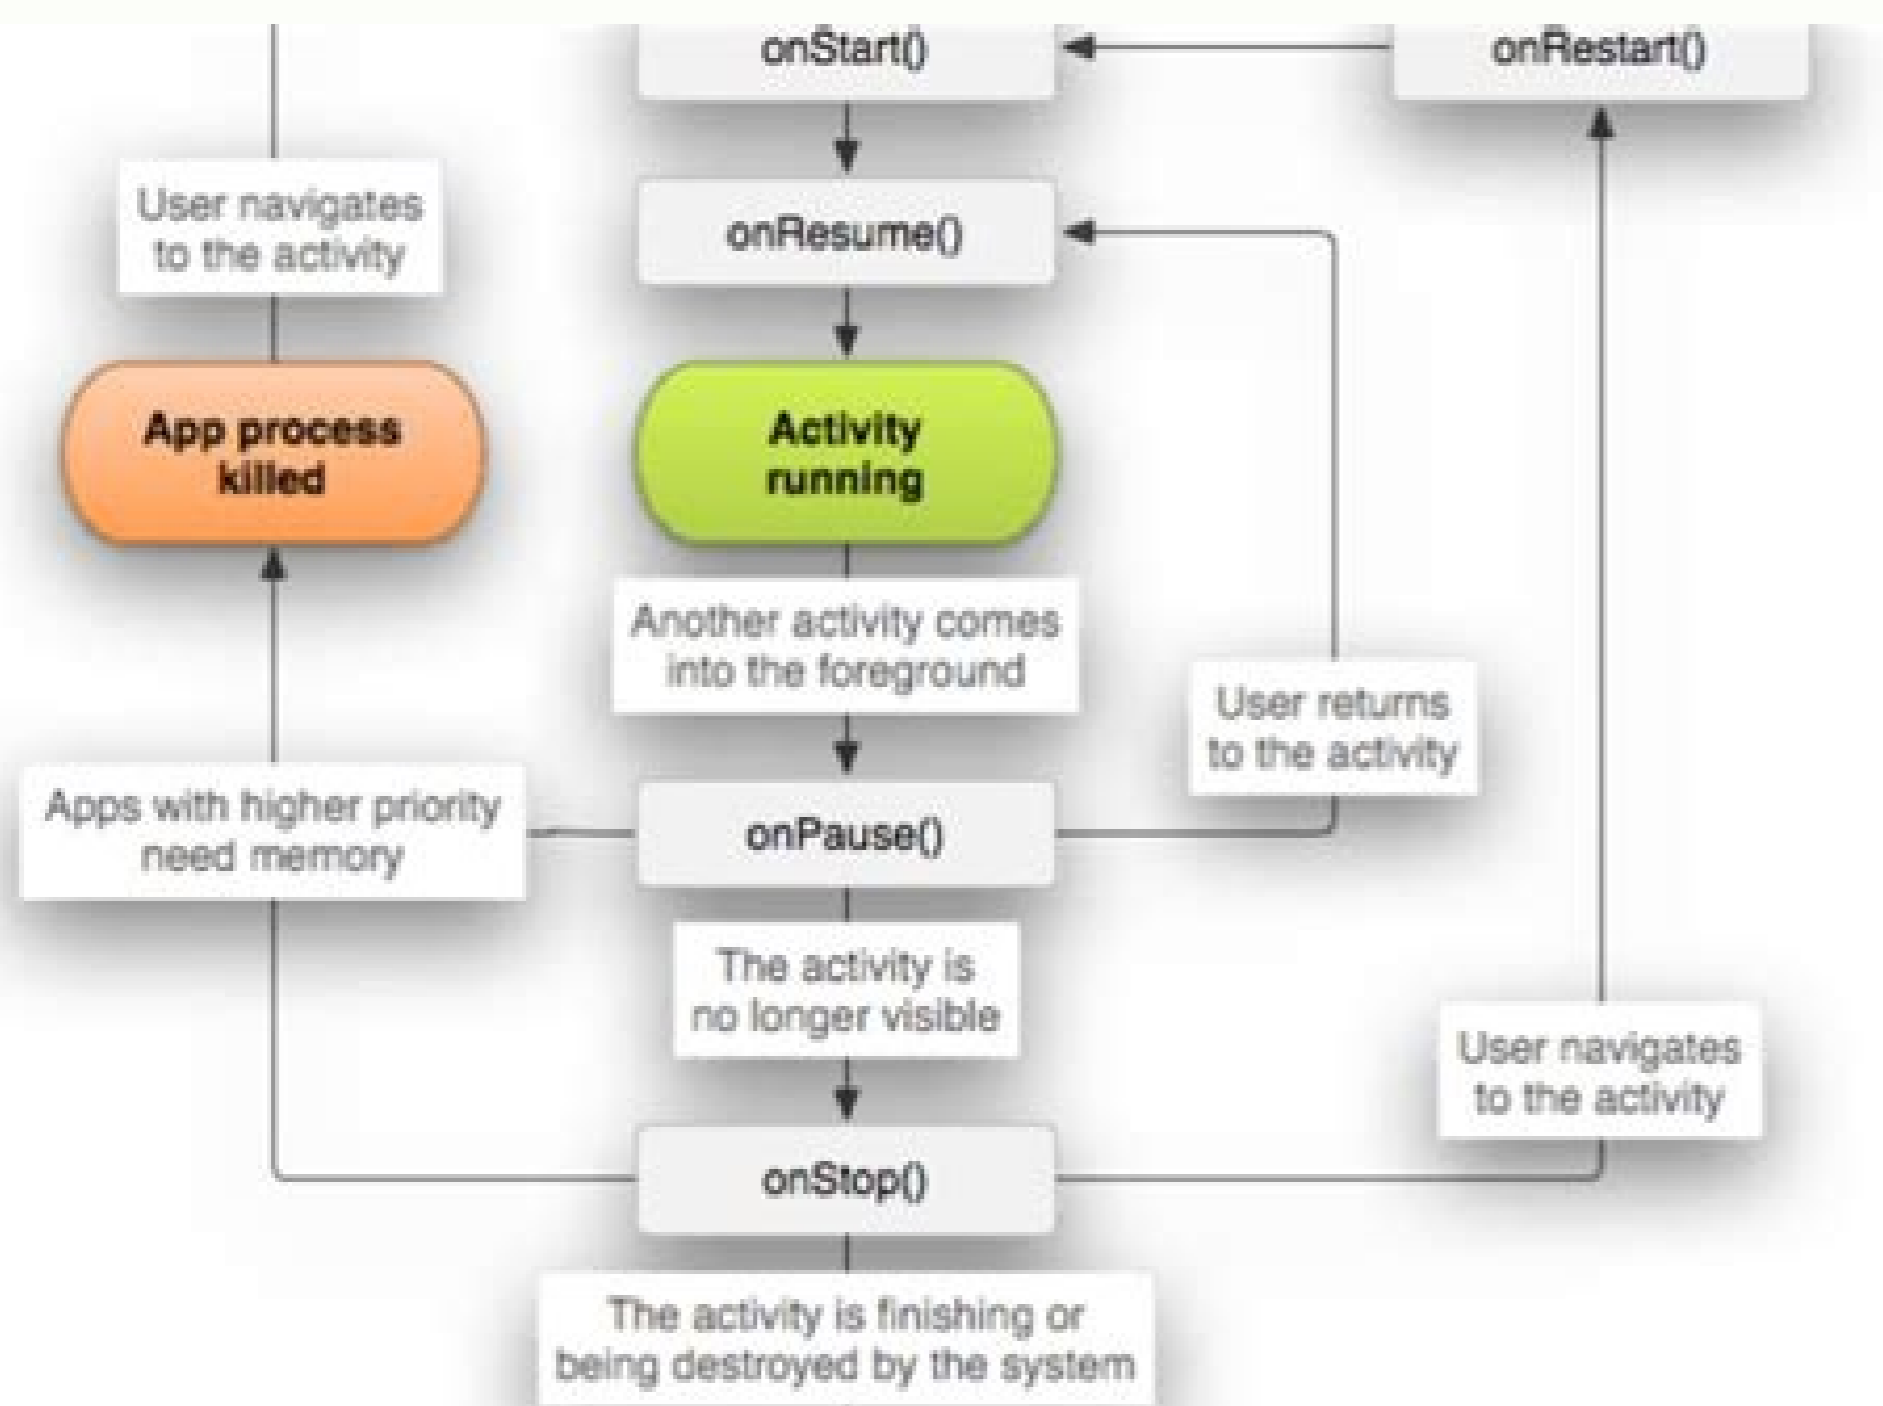 onStart()
onRestart()
User navigates
to the activity
onResume()
App process
killed
Activity
running
Another activity comes
into the foreground
User returns
to the activity
Apps with higher priority
need memory
onPause()
The activity is
no longer visible
User navigates
to the activity
onStop()
The activity is finishing or
being destroyed by the system